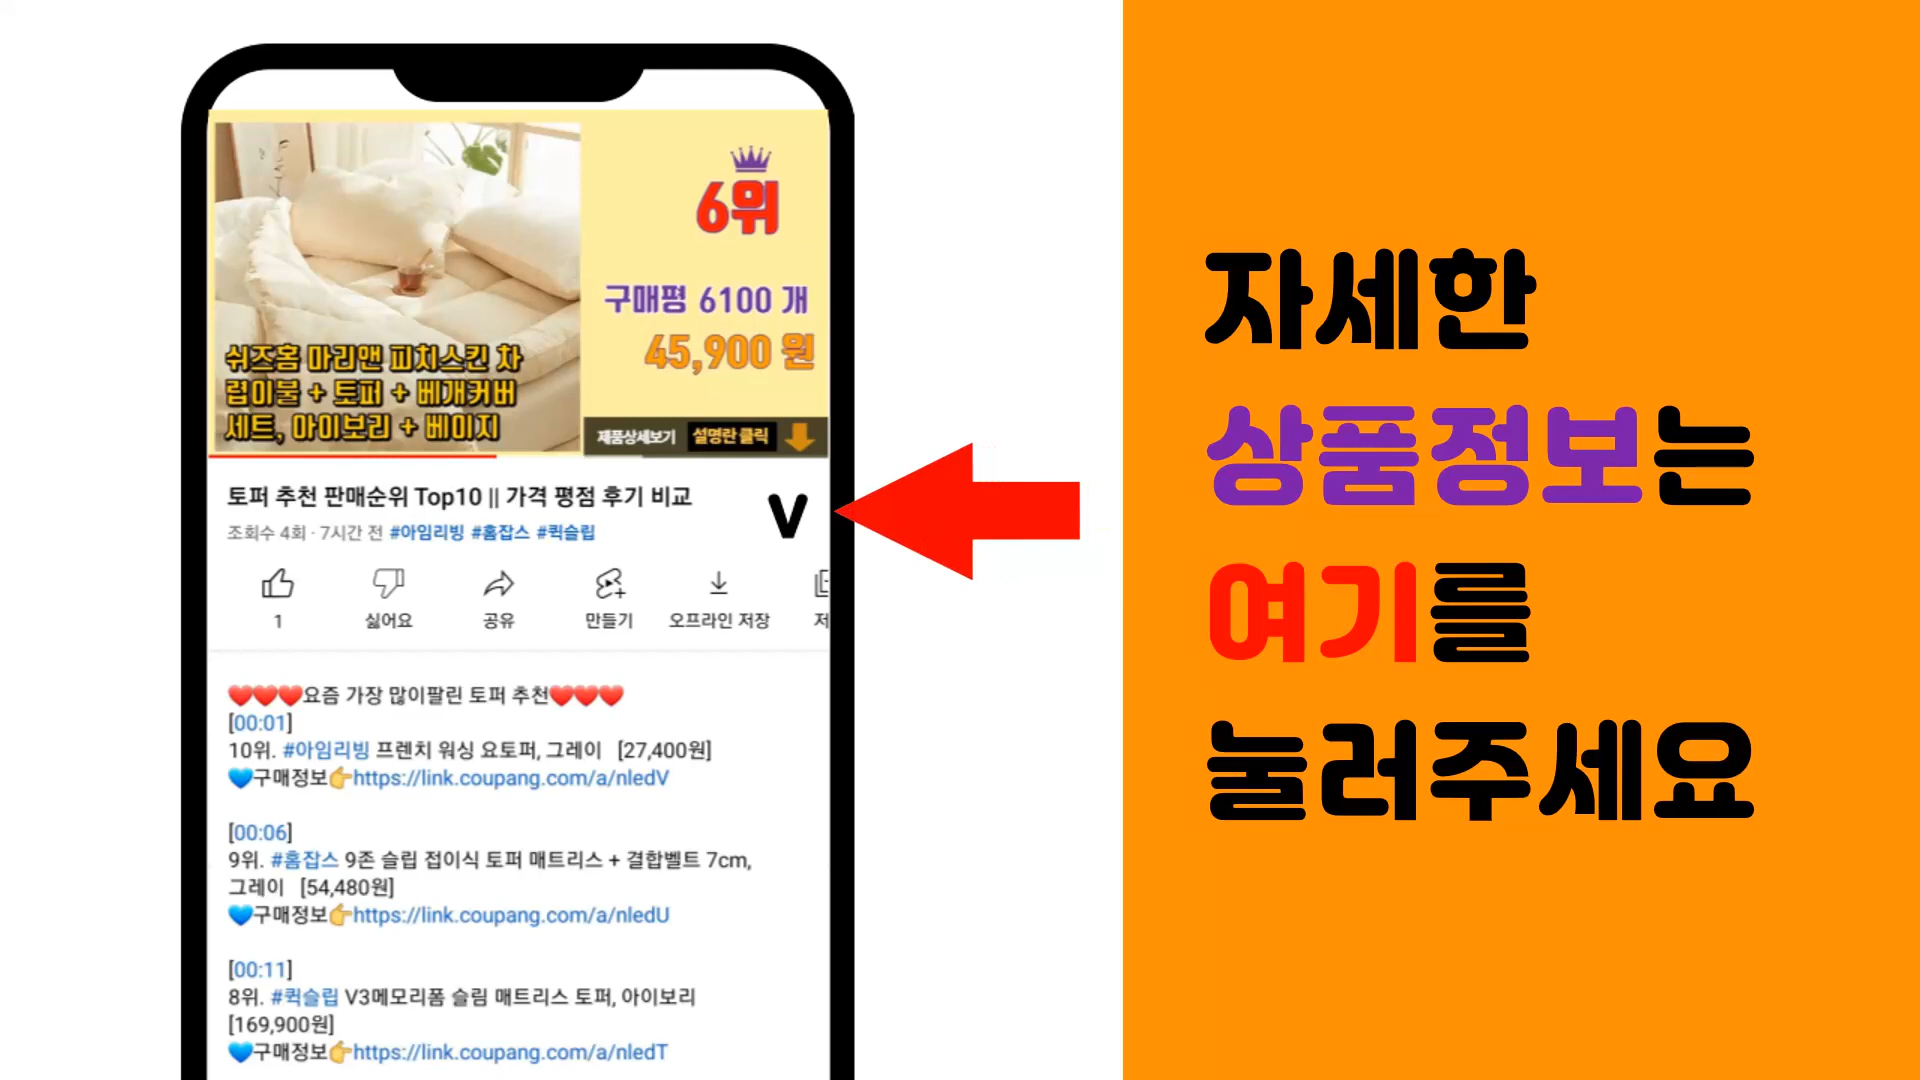 6위
구매평 6100 개
45,900 원
쉬즈홈 마리앤 피치스킨 차
렵이불 + 토퍼 + 베개커버
세트, 아이보리 + 베이지
제품상세보기 설명란 클릭
토퍼 추천 판매순위 Top10 || 가격 평점 후기 비교
V
조회수 4회 · 7시간 전 #아임리빙 #홈잡스 #퀵슬립
1 싫어요 공유 만들기 오프라인 저장 저
❤️❤️❤️요즘 가장 많이팔린 토퍼 추천❤️❤️❤️
[00:01]
10위. #아임리빙 프렌치 워싱 요토퍼, 그레이 [27,400원]
💙구매정보👉https://link.coupang.com/a/nledV
[00:06]
9위. #홈잡스 9존 슬립 접이식 토퍼 매트리스 + 결합벨트 7cm,
그레이 [54,480원]
💙구매정보👉https://link.coupang.com/a/nledU
[00:11]
8위. #퀵슬립 V3메모리폼 슬림 매트리스 토퍼, 아이보리
[169,900원]
💙구매정보👉https://link.coupang.com/a/nledT
자세한
상품정보는
여기를
눌러주세요